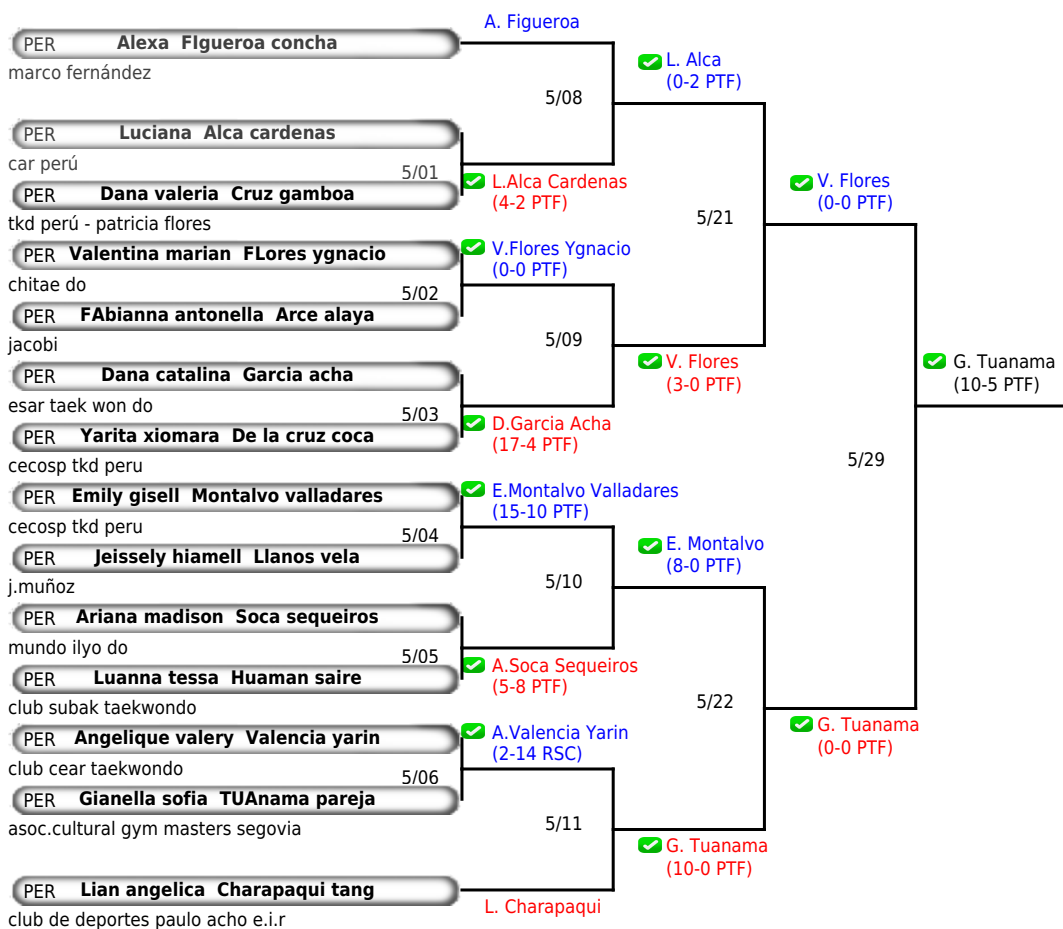 A. Figueroa
PER Alexa FIgueroa concha
marco fernández
L. Alca
(0-2 PTF)
5/08
PER Luciana Alca cardenas
car perú
5/01
L.Alca Cardenas
(4-2 PTF)
V. Flores
(0-0 PTF)
PER Dana valeria Cruz gamboa
tkd perú - patricia flores
5/21
PER Valentina marian FLores ygnacio
V.Flores Ygnacio
(0-0 PTF)
chitae do
5/02
PER FAbianna antonella Arce alaya
jacobi
5/09
V. Flores
(3-0 PTF)
G. Tuanama
(10-5 PTF)
PER Dana catalina Garcia acha
esar taek won do
5/03
D.Garcia Acha
(17-4 PTF)
PER Yarita xiomara De la cruz coca
cecosp tkd peru
5/29
PER Emily gisell Montalvo valladares
E.Montalvo Valladares
(15-10 PTF)
cecosp tkd peru
5/04
E. Montalvo
(8-0 PTF)
PER Jeissely hiamell Llanos vela
j.muñoz
5/10
PER Ariana madison Soca sequeiros
mundo ilyo do
5/05
A.Soca Sequeiros
(5-8 PTF)
PER Luanna tessa Huaman saire
club subak taekwondo
5/22
G. Tuanama
(0-0 PTF)
PER Angelique valery Valencia yarin
A.Valencia Yarin
(2-14 RSC)
club cear taekwondo
5/06
PER Gianella sofia TUAnama pareja
asoc.cultural gym masters segovia
5/11
G. Tuanama
(10-0 PTF)
PER Lian angelica Charapaqui tang
L. Charapaqui
club de deportes paulo acho e.i.r